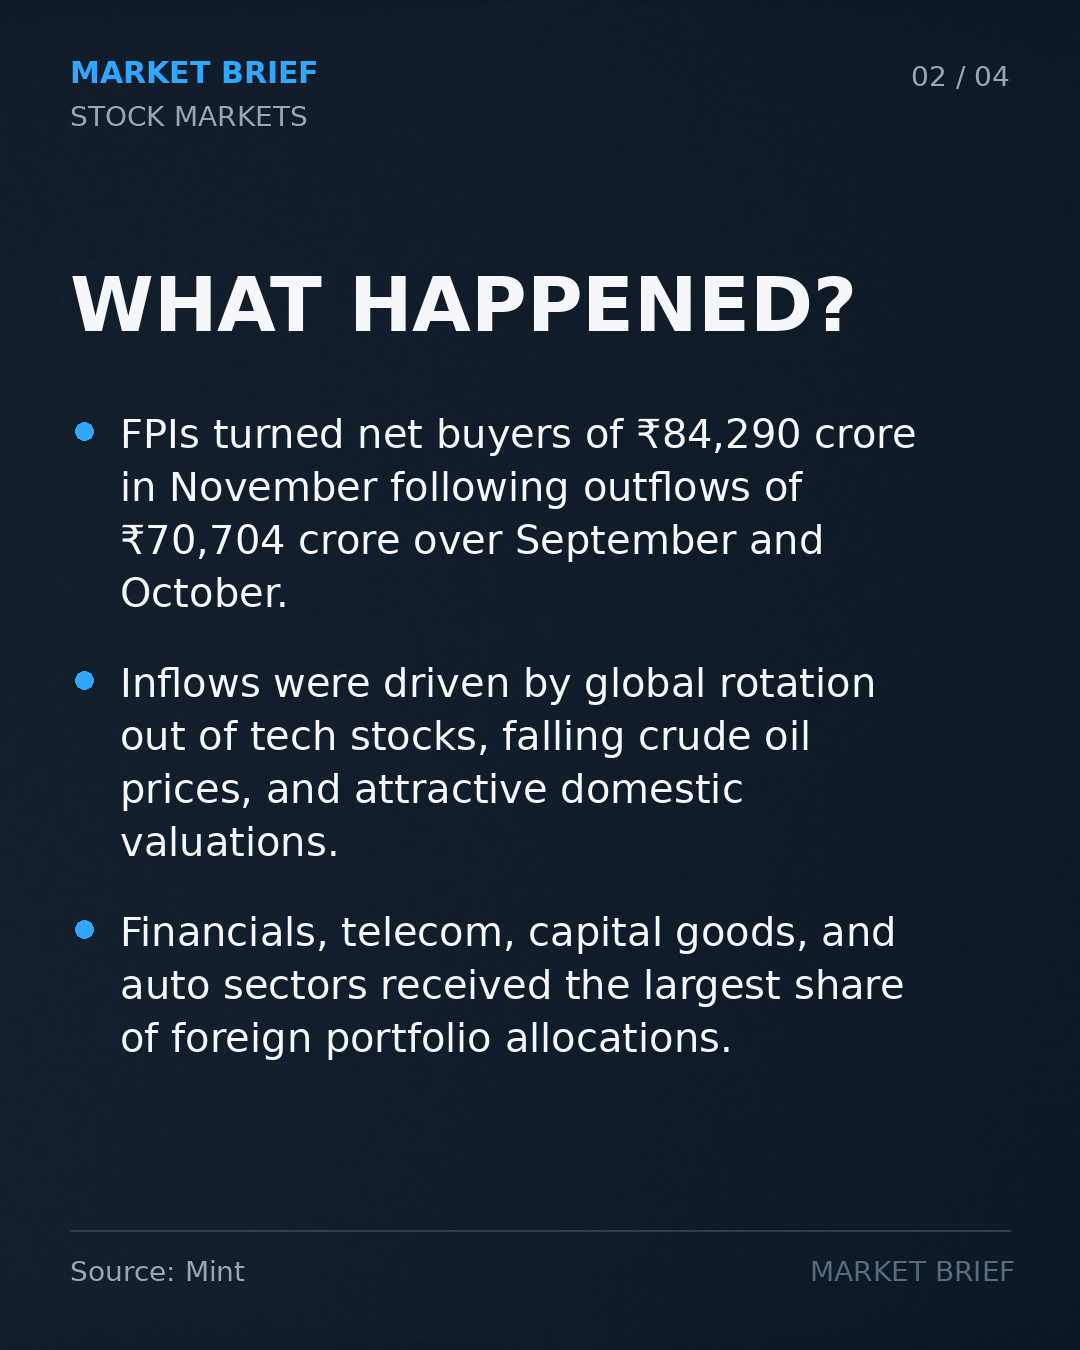 MARKET BRIEF
02 / 04
STOCK MARKETS
WHAT HAPPENED?
FPIs turned net buyers of ₹84,290 crore
in November following outflows of
₹70,704 crore over September and
October.
Inflows were driven by global rotation
out of tech stocks, falling crude oil
prices, and attractive domestic
valuations.
Financials, telecom, capital goods, and
auto sectors received the largest share
of foreign portfolio allocations.
Source: Mint
MARKET BRIEF